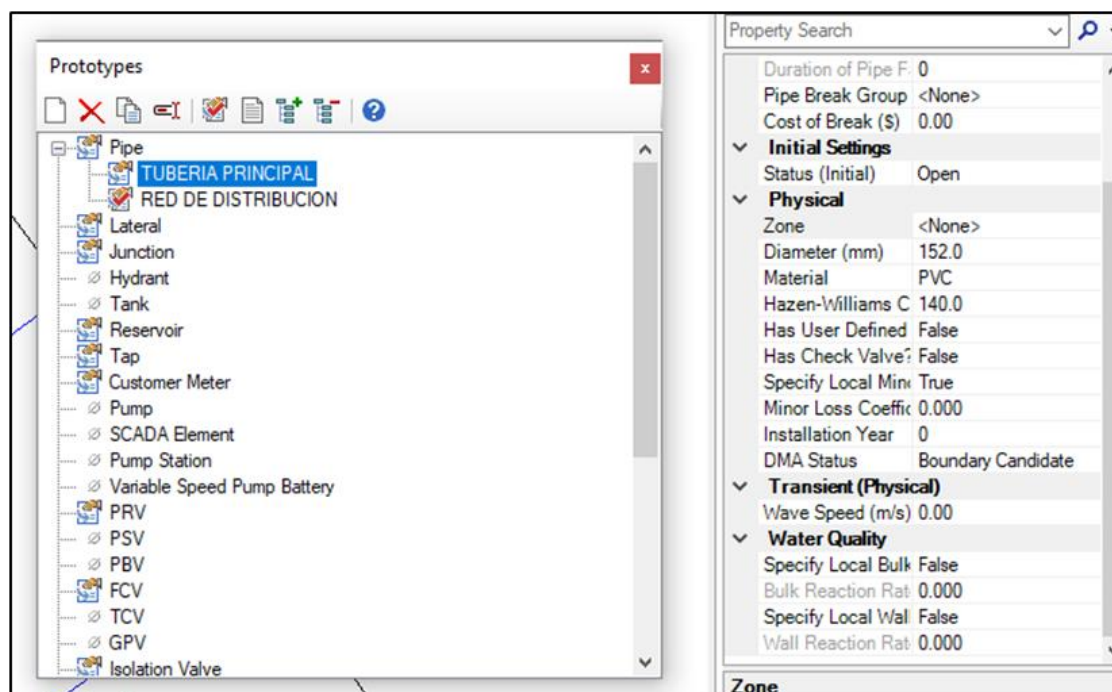 Prototypes
Pipe
TUBERIA PRINCIPAL
RED DE DISTRIBUCION
Lateral
Junction
Hydrant
Tank
Reservoir
Tap
Customer Meter
Pump
SCADA Element
Pump Station
Variable Speed Pump Battery
PRV
PSV
PBV
FCV
TCV
GPV
Isolation Valve
Property Search
Duration of Pipe F 0
Pipe Break Group <None>
Cost of Break ($) 0.00
Initial Settings
Status (Initial) Open
Physical
Zone <None>
Diameter (mm) 152.0
Material PVC
Hazen-Williams C 140.0
Has User Defined False
Has Check Valve? False
Specify Local Min True
Minor Loss Coeffic 0.000
Installation Year 0
DMA Status Boundary Candidate
Transient (Physical)
Wave Speed (m/s) 0.00
Water Quality
Specify Local Bulk False
Bulk Reaction Rat 0.000
Specify Local Wal False
Wall Reaction Rat 0.000
Zone